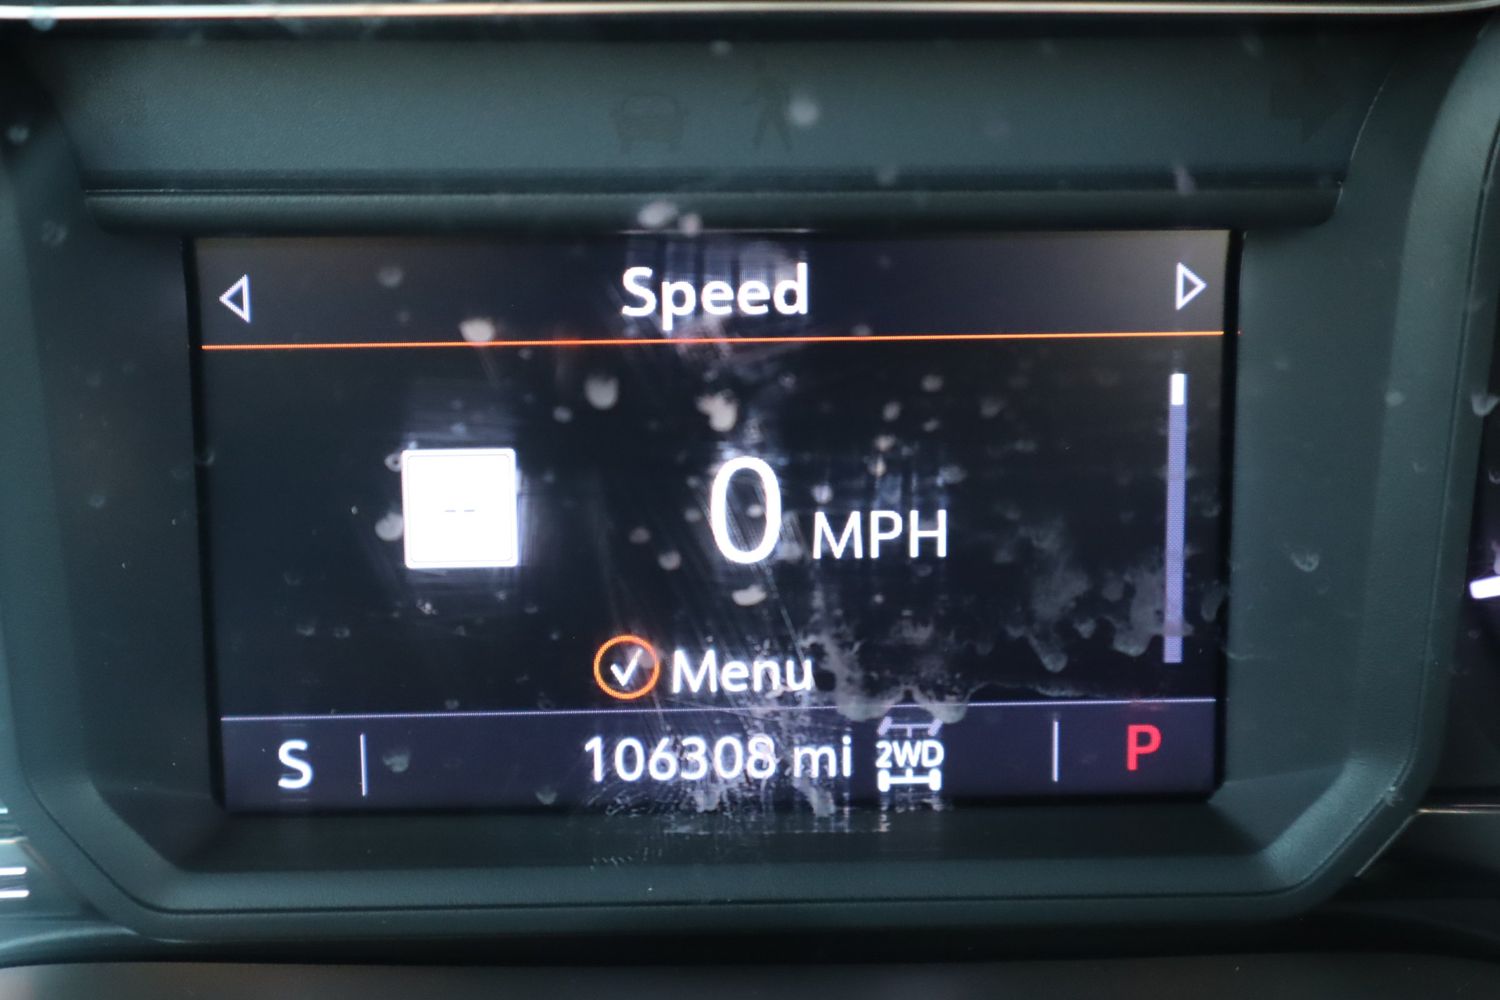 Speed
--
0 MPH
Menu
S 106308 mi 2WD P